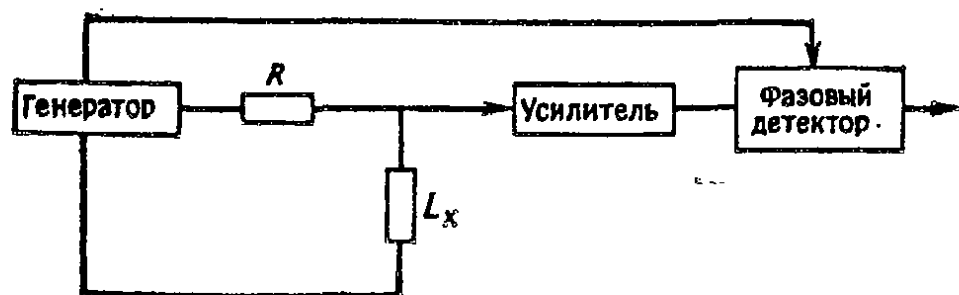 R
Генератор
Усилитель
Фазовый
детектор
Lx